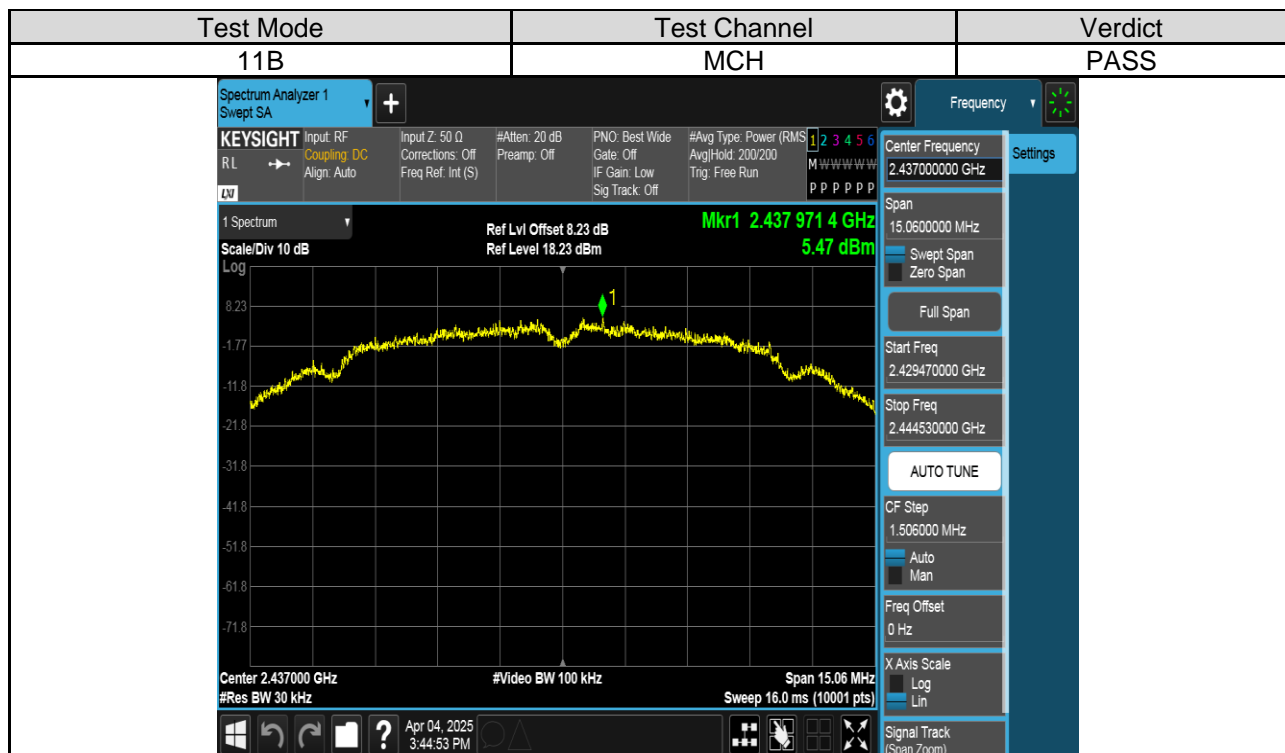 Test Mode Test Channel Verdict
11B MCH PASS
Spectrum Analyzer 1
Swept SA
+
Frequency
KEYSIGHT
RL
LXI
Input: RF
Coupling: DC
Align: Auto
Input Z: 50 Ω
Corrections: Off
Freq Ref: Int (S)
#Atten: 20 dB
Preamp: Off
PNO: Best Wide
Gate: Off
IF Gain: Low
Sig Track: Off
#Avg Type: Power (RMS
Avg|Hold: 200/200
Trig: Free Run
1 2 3 4 5 6
M W W W W W
P P P P P P
1 Spectrum
Scale/Div 10 dB
Log
Ref Lvl Offset 8.23 dB
Ref Level 18.23 dBm
Mkr1 2.437 971 4 GHz
5.47 dBm
1
8.23
-1.77
-11.8
-21.8
-31.8
-41.8
-51.8
-61.8
-71.8
Center 2.437000 GHz
#Res BW 30 kHz
#Video BW 100 kHz
Span 15.06 MHz
Sweep 16.0 ms (10001 pts)
Center Frequency
2.437000000 GHz
Span
15.0600000 MHz
Swept Span
Zero Span
Full Span
Start Freq
2.429470000 GHz
Stop Freq
2.444530000 GHz
AUTO TUNE
CF Step
1.506000 MHz
Auto
Man
Freq Offset
0 Hz
X Axis Scale
Log
Lin
Signal Track
(Span Zoom)
Settings
?
Apr 04, 2025
3:44:53 PM